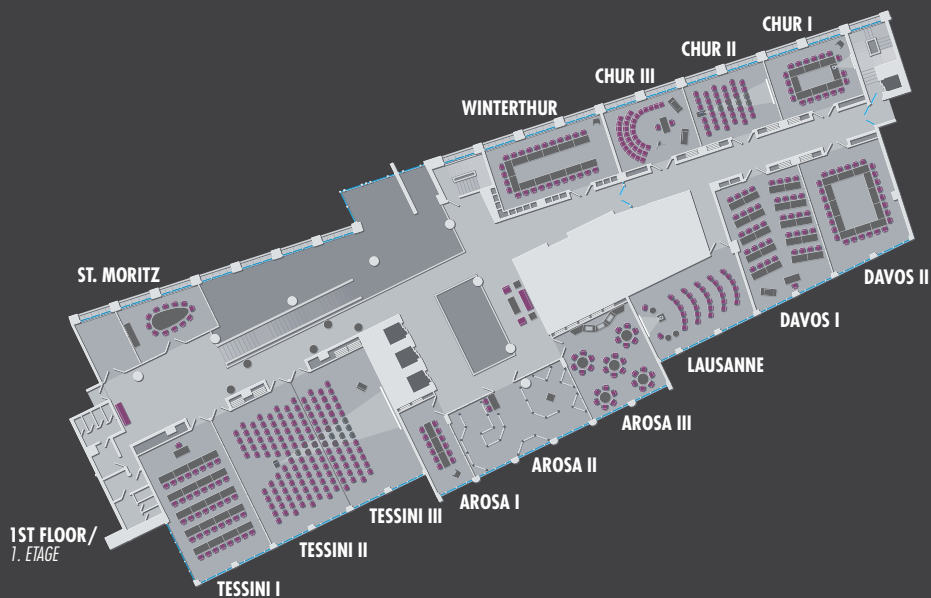 CHUR I
CHUR II
CHUR III
WINTERTHUR
ST. MORITZ
DAVOS II
DAVOS I
LAUSANNE
AROSA III
AROSA II
AROSA I
TESSINI III
TESSINI II
TESSINI I
1ST FLOOR/
1. ETAGE